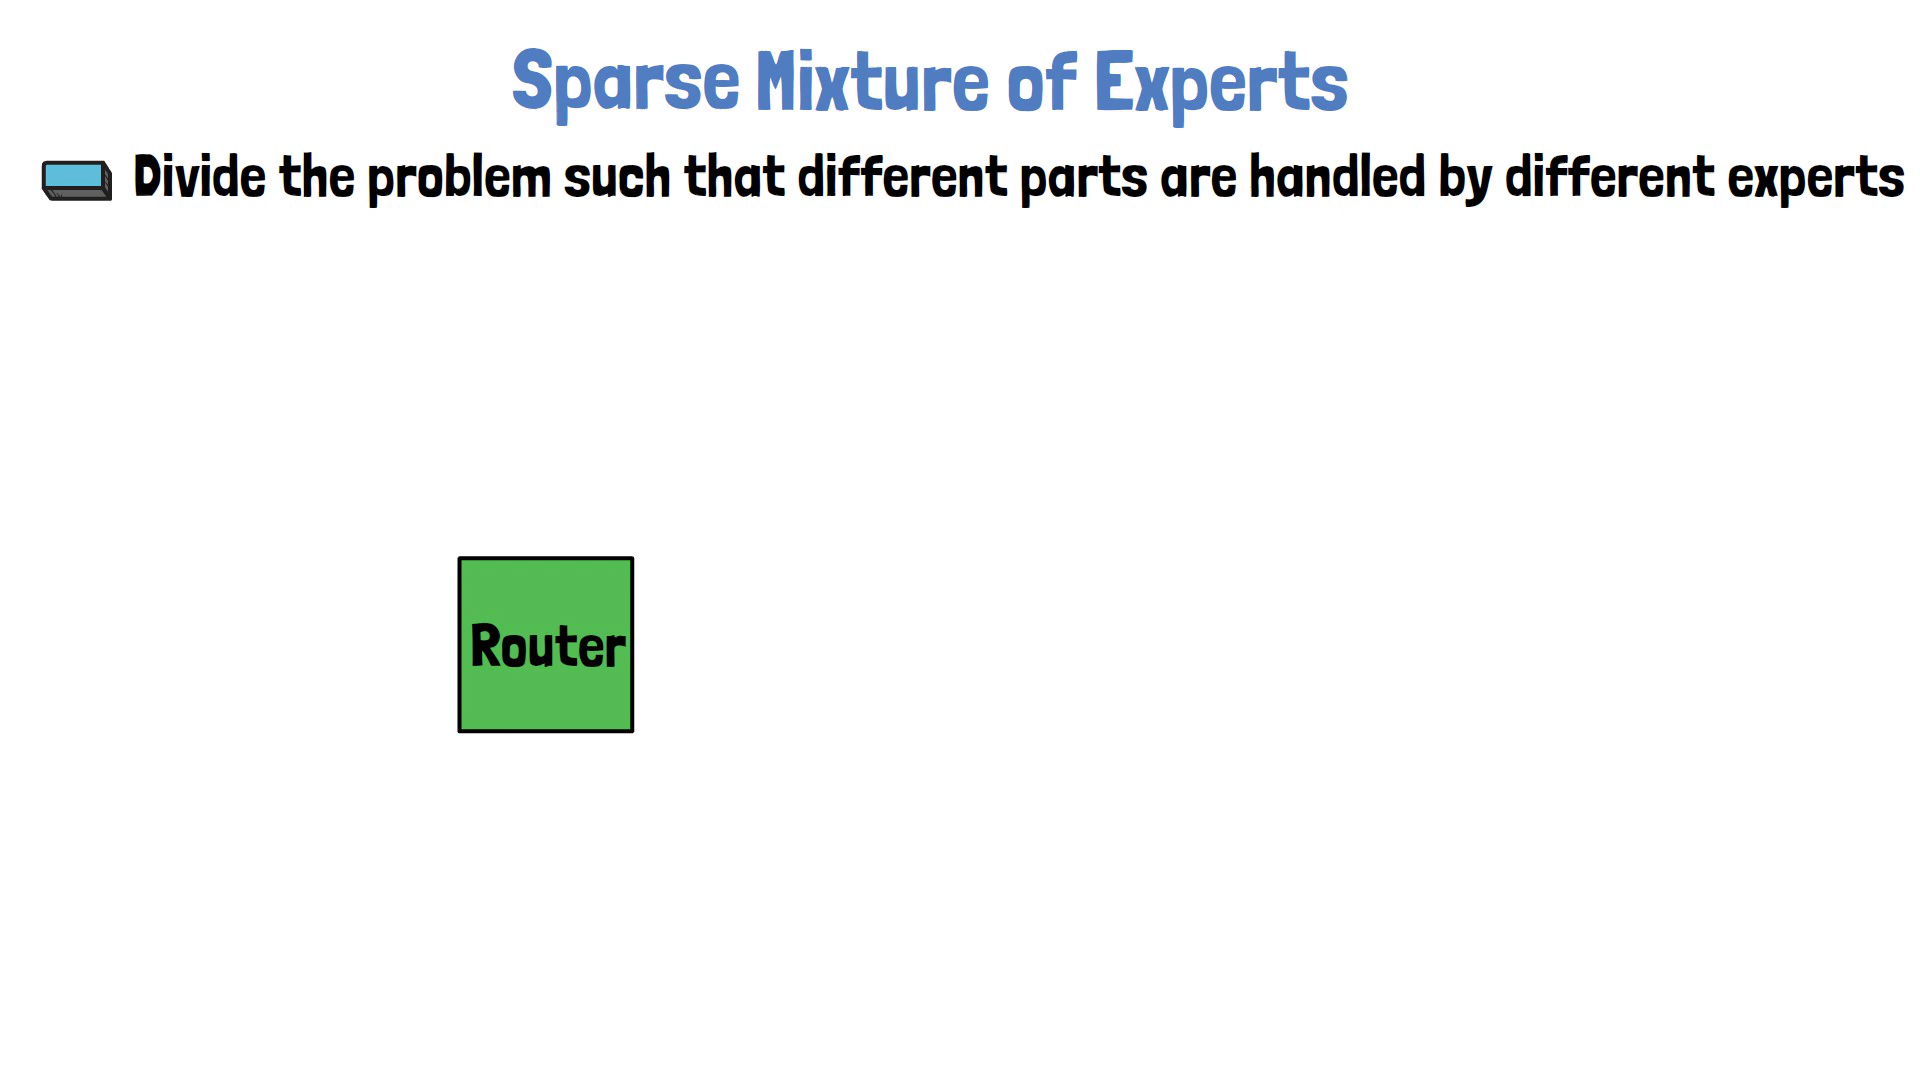 Sparse Mixture of Experts
Divide the problem such that different parts are handled by different experts
Router